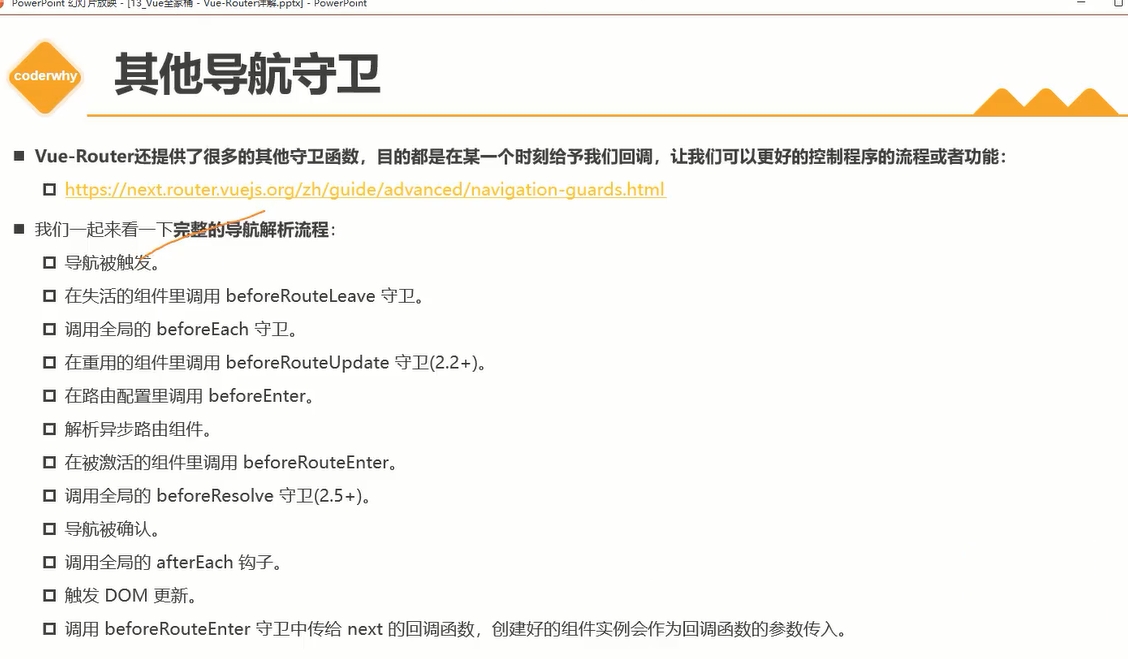 PowerPoint 幻灯片放映 - [13_Vue全家桶 - Vue-Router详解.pptx] - PowerPoint
coderwhy
其他导航守卫
Vue-Router还提供了很多的其他守卫函数，目的都是在某一个时刻给予我们回调，让我们可以更好的控制程序的流程或者功能：
https://next.router.vuejs.org/zh/guide/advanced/navigation-guards.html
我们一起来看一下完整的导航解析流程：
导航被触发。
在失活的组件里调用 beforeRouteLeave 守卫。
调用全局的 beforeEach 守卫。
在重用的组件里调用 beforeRouteUpdate 守卫(2.2+)。
在路由配置里调用 beforeEnter。
解析异步路由组件。
在被激活的组件里调用 beforeRouteEnter。
调用全局的 beforeResolve 守卫(2.5+)。
导航被确认。
调用全局的 afterEach 钩子。
触发 DOM 更新。
调用 beforeRouteEnter 守卫中传给 next 的回调函数，创建好的组件实例会作为回调函数的参数传入。